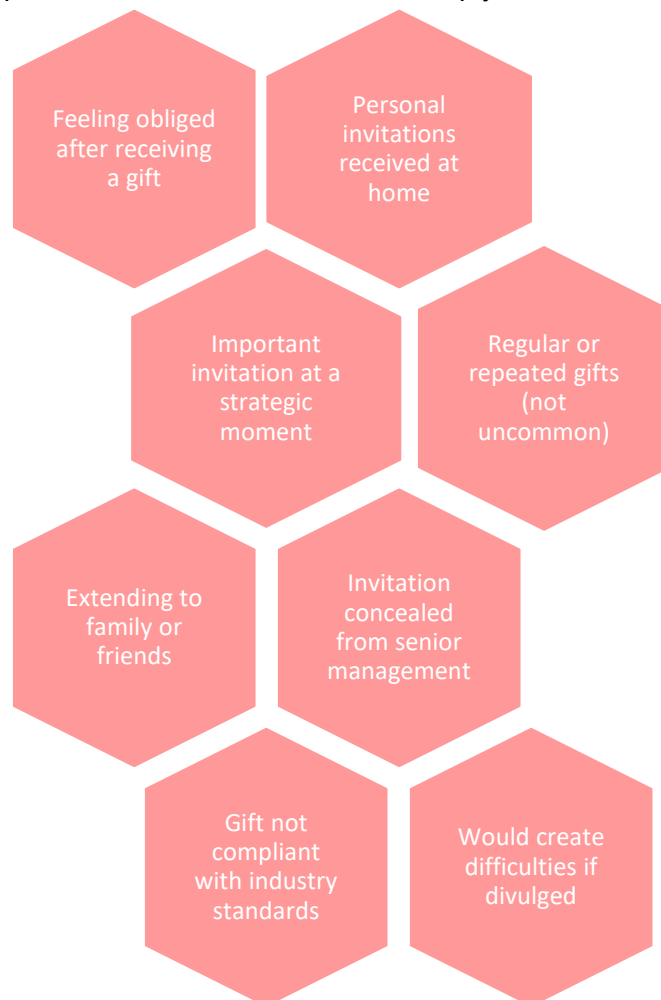 Feeling obliged
after receiving
a gift
Personal
invitations
received at
home
Important
invitation at a
strategic
moment
Regular or
repeated gifts
(not
uncommon)
Extending to
family or
friends
Invitation
concealed
from senior
management
Gift not
compliant
with industry
standards
Would create
difficulties if
divulged